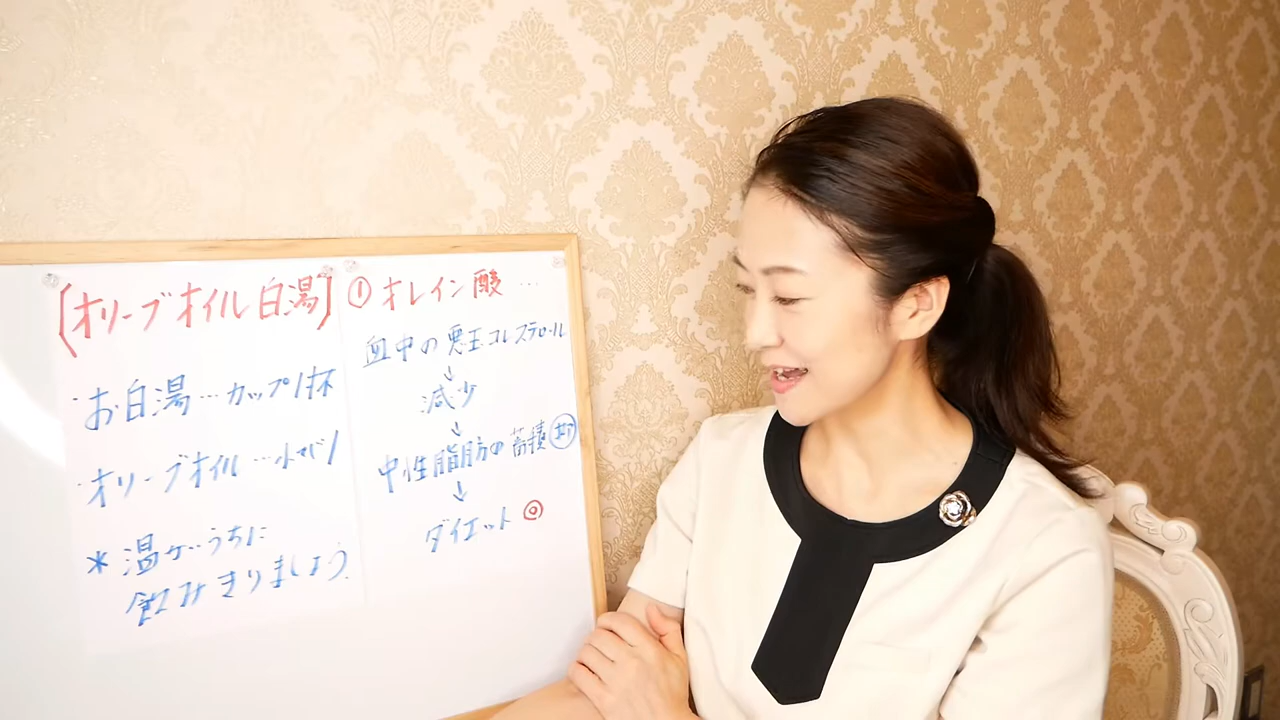 [オリーブオイル白湯]
・お白湯…カップ1杯
・オリーブオイル…小さじ1
* 温かいうちに
飲みきりましょう。
① オレイン酸…
血中の悪玉コレステロール
↓
減少
↓
中性脂肪の蓄積㊥
↓
ダイエット◎